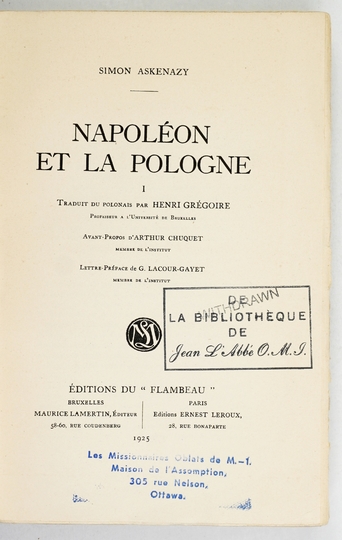 SIMON ASKENAZY
NAPOLÉON
ET LA POLOGNE
I
TRADUIT DU POLONAIS PAR HENRI GRÉGOIRE
PROFESSEUR A L'UNIVERSITÉ DE BRUXELLES
AVANT-PROPOS D'ARTHUR CHUQUET
MEMBRE DE L'INSTITUT
LETTRE-PRÉFACE DE G. LACOUR-GAYET
MEMBRE DE L'INSTITUT
WITHDRAWN
DE
LA BIBLIOTHEQUE
DE
Jean L'Abbé O.M.I.
ÉDITIONS DU “ FLAMBEAU ”
BRUXELLES
MAURICE LAMERTIN, ÉDITEUR
58-60, RUE COUDENBERG
PARIS
Editions ERNEST LEROUX,
28, RUE BONAPARTE
1925
Les Missionnaires Oblats de M.-I.
Maison de l'Assomption,
305 rue Nelson,
Ottawa.